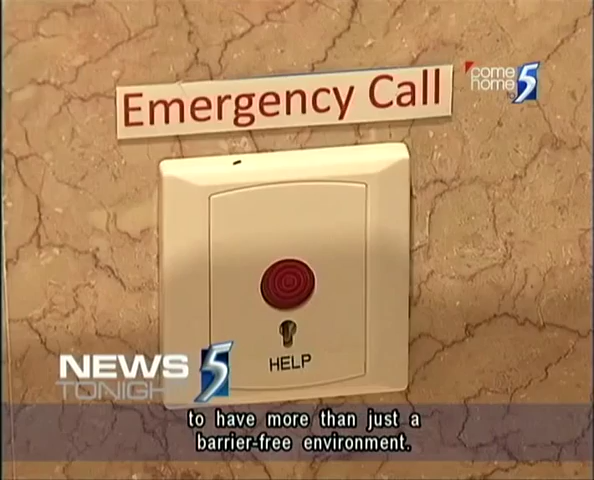 Emergency Call
come
home 5
HELP
NEWS 5
TONIGHT
to have more than just a
barrier-free environment.